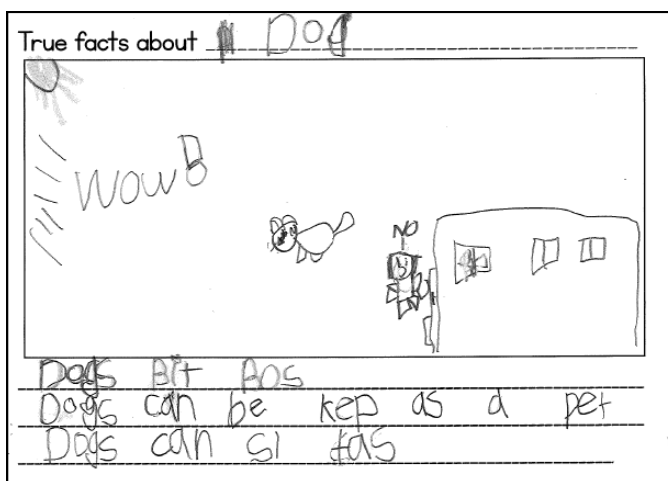 True facts about Dog
Wow!
NO
Dogs Bit Bos
Dogs can be kep as a pet
Dogs can si tas